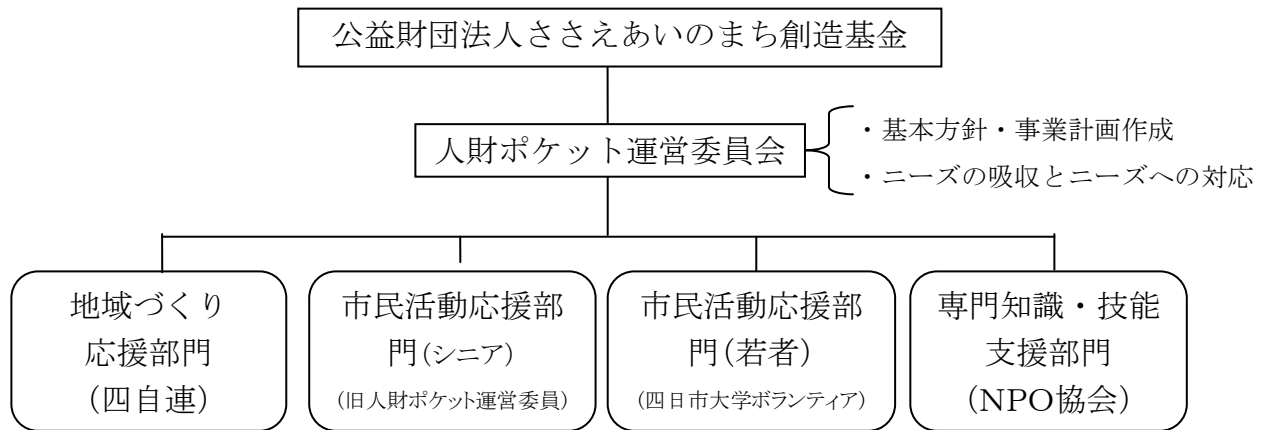 公益財団法人ささえあいのまち創造基金
人財ポケット運営委員会
・基本方針・事業計画作成
・ニーズの吸収とニーズへの対応
地域づくり
応援部門
(四自連)
市民活動応援部
門(シニア)
(旧人財ポケット運営委員)
市民活動応援部
門(若者)
(四日市大学ボランティア)
専門知識・技能
支援部門
(NPO協会)